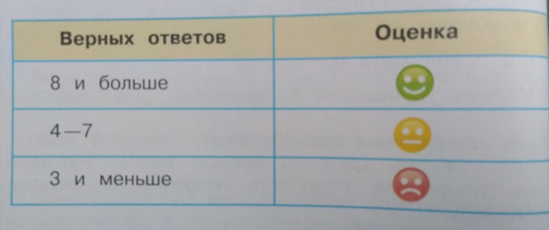 Верных ответов Оценка
8 и больше
4—7
3 и меньше